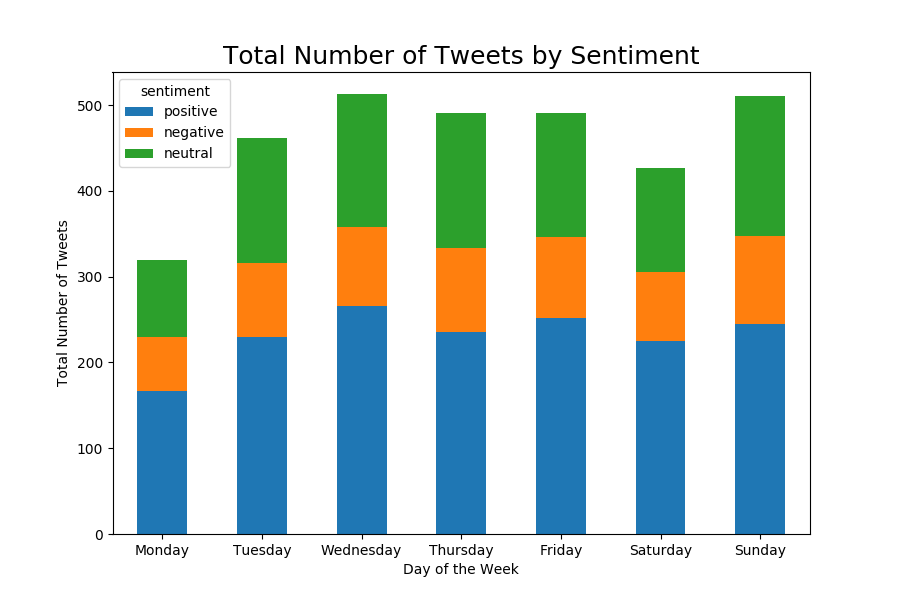 Total Number of Tweets by Sentiment
sentiment
positive
negative
neutral
500
400
300
200
100
0
Total Number of Tweets
Monday Tuesday Wednesday Thursday Friday Saturday Sunday
Day of the Week